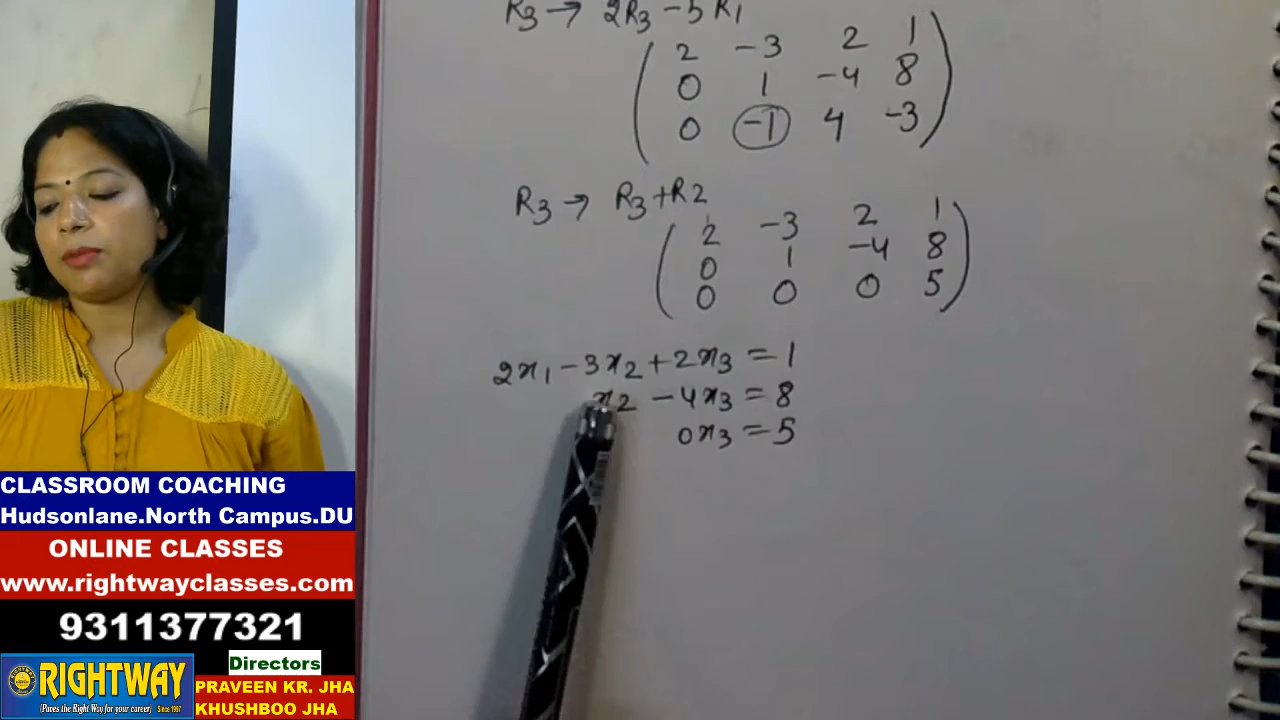 R3 → 2R3 - 5R1
2 -3 2 1
0 1 -4 8
0 -1 4 -3
R3 → R3 + R2
2 -3 2 1
0 1 -4 8
0 0 0 5
2x1 - 3x2 + 2x3 = 1
x2 - 4x3 = 8
0x3 = 5
CLASSROOM COACHING
Hudsonlane.North Campus.DU
ONLINE CLASSES
www.rightwayclasses.com
9311377321
RIGHTWAY
(Paves the Right Way for your career) Since 1997
Directors
PRAVEEN KR. JHA
KHUSHBOO JHA